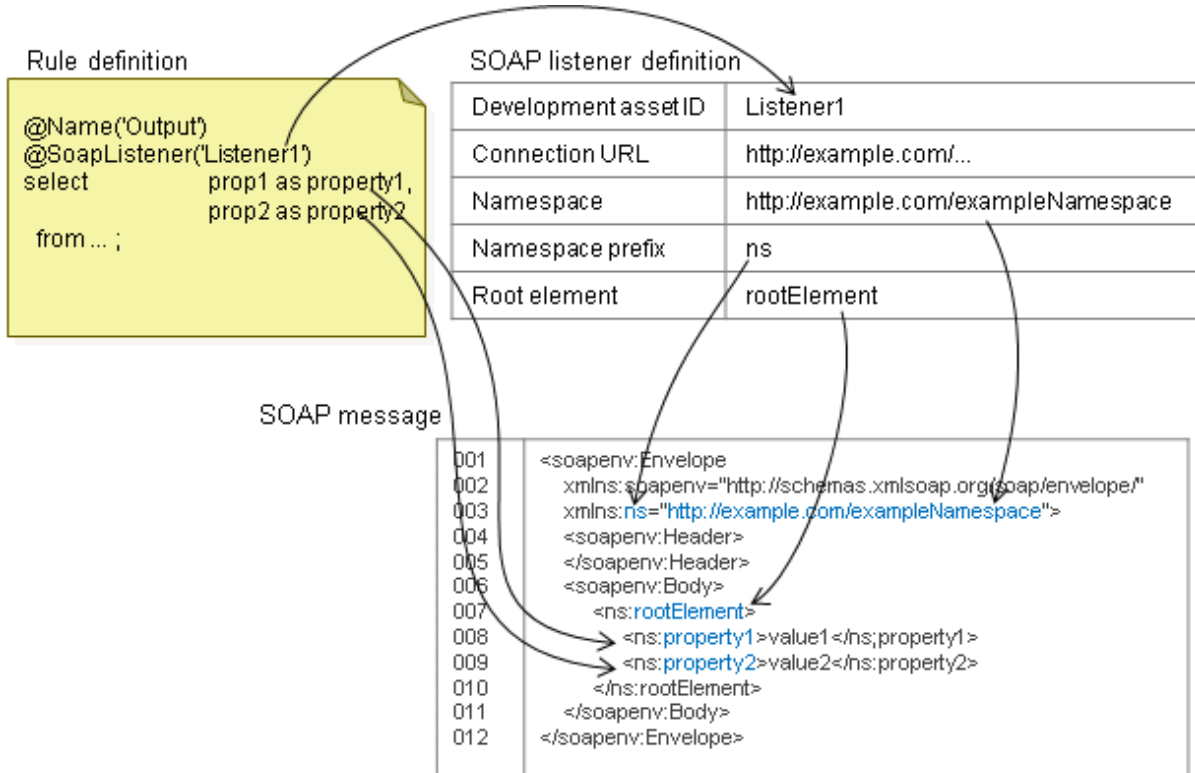 Rule definition
@Name('Output')
@SoapListener('Listener1')
select prop1 as property1,
prop2 as property2
from ... ;
SOAP listener definition
Development asset ID Listener1
Connection URL http://example.com/...
Namespace http://example.com/exampleNamespace
Namespace prefix ns
Root element rootElement
SOAP message
001 <soapenv:Envelope
002 xmlns:soapenv="http://schemas.xmlsoap.org/soap/envelope/"
003 xmlns:ns="http://example.com/exampleNamespace">
004 <soapenv:Header>
005 </soapenv:Header>
006 <soapenv:Body>
007 <ns:rootElement>
008 <ns:property1>value1</ns;property1>
009 <ns:property2>value2</ns:property2>
010 </ns:rootElement>
011 </soapenv:Body>
012 </soapenv:Envelope>